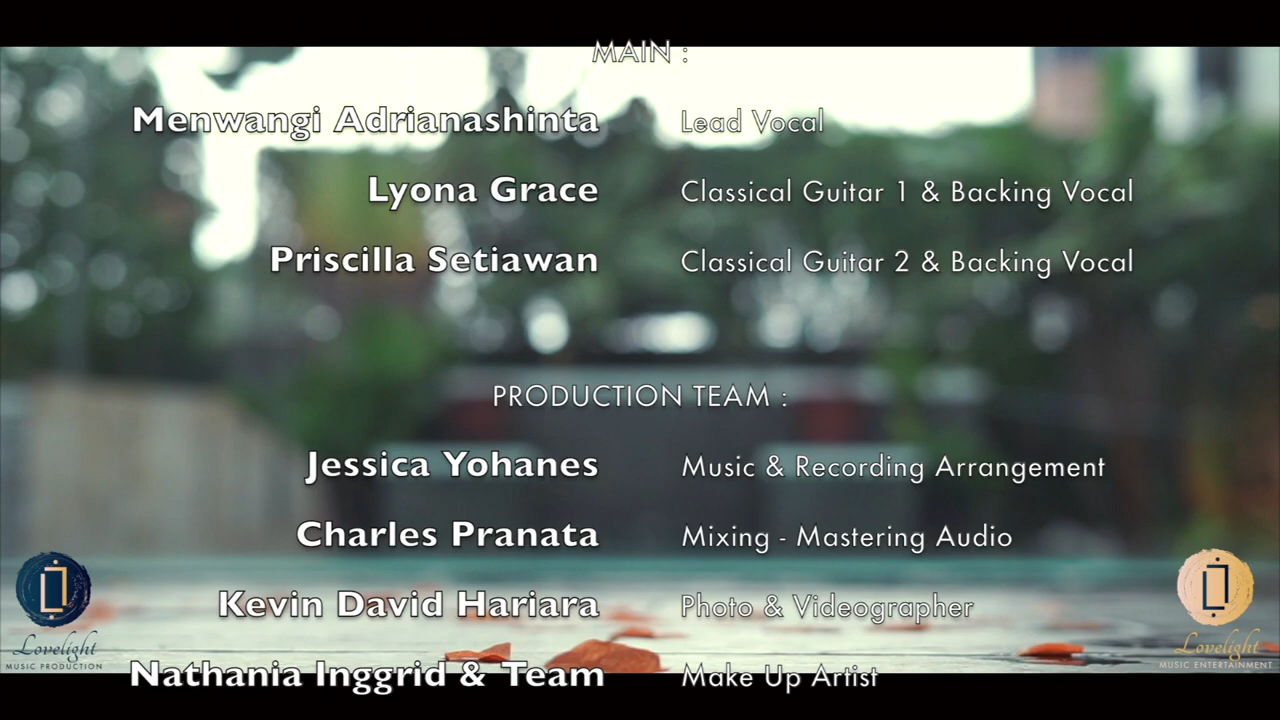 MAIN :
Menwangi Adrianashinta Lead Vocal
Lyona Grace Classical Guitar 1 & Backing Vocal
Priscilla Setiawan Classical Guitar 2 & Backing Vocal
PRODUCTION TEAM :
Jessica Yohanes Music & Recording Arrangement
Charles Pranata Mixing - Mastering Audio
Kevin David Hariara Photo & Videographer
Nathania Inggrid & Team Make Up Artist
Lovelight
MUSIC PRODUCTION
Lovelight
MUSIC ENTERTAINMENT